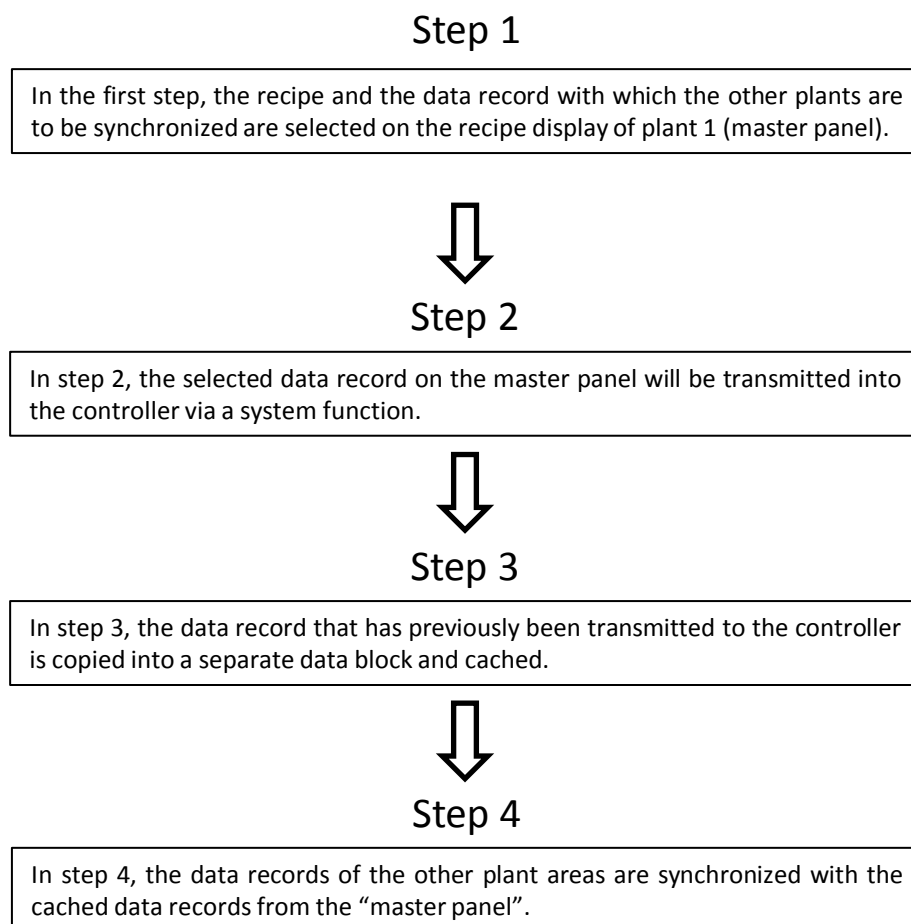 Step 1
In the first step, the recipe and the data record with which the other plants are
to be synchronized are selected on the recipe display of plant 1 (master panel).
Step 2
In step 2, the selected data record on the master panel will be transmitted into
the controller via a system function.
Step 3
In step 3, the data record that has previously been transmitted to the controller
is copied into a separate data block and cached.
Step 4
In step 4, the data records of the other plant areas are synchronized with the
cached data records from the “master panel”.